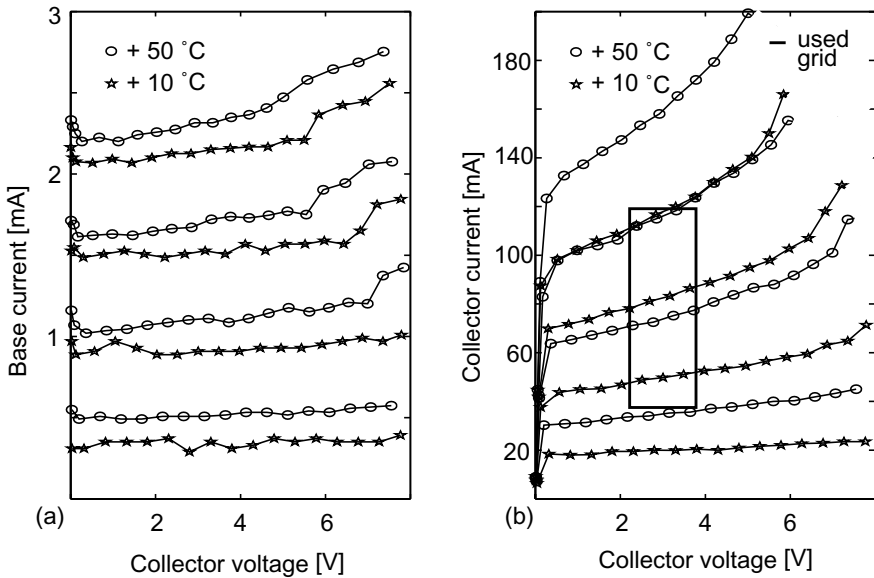 3
+ 50 °C
+ 10 °C
2
1
Base current [mA]
2
4
6
(a)
Collector voltage [V]
180
+ 50 °C
+ 10 °C
used
grid
140
100
60
20
Collector current [mA]
2
4
6
(b)
Collector voltage [V]